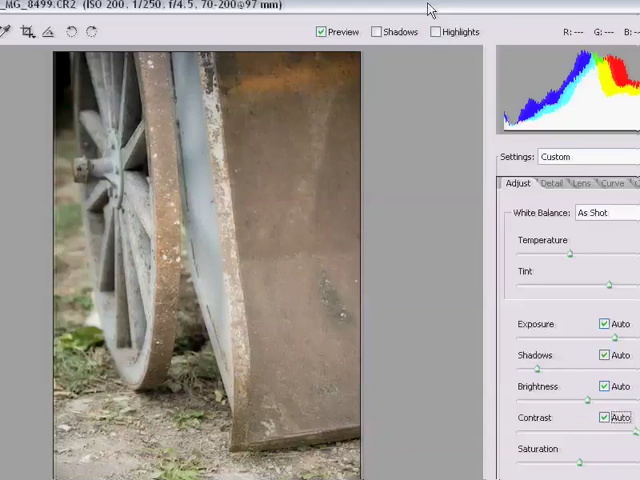 _MG_8499.CR2 (ISO 200, 1/250, f/4.5, 70-200@97 mm)
Preview Shadows Highlights R: --- G: --- B: --
Settings: Custom
Adjust Detail Lens Curve
White Balance: As Shot
Temperature
Tint
Exposure Auto
Shadows Auto
Brightness Auto
Contrast Auto
Saturation